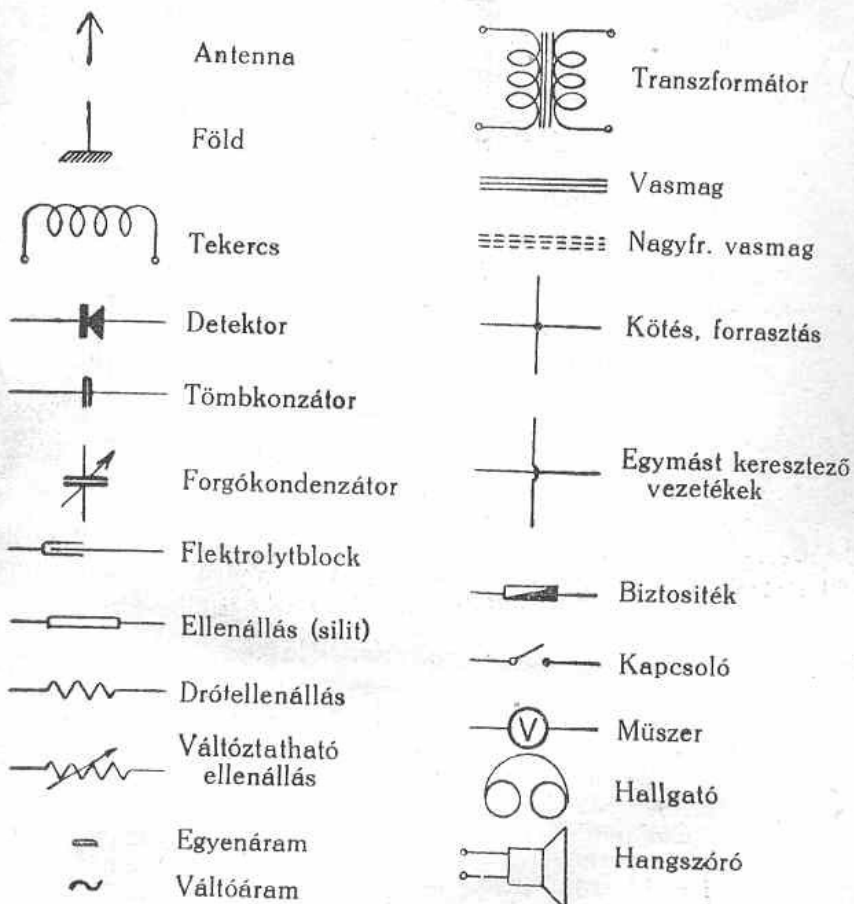 Antenna
Föld
Tekercs
Detektor
Tömbkonzátor
Forgókondenzátor
Flektrolytblock
Ellenállás (silit)
Drótellenállás
Váltóztatható
ellenállás
Egyenáram
Váltóáram
Transzformátor
Vasmag
Nagyfr. vasmag
Kötés, forrasztás
Egymást keresztező
vezetékek
Biztositék
Kapcsoló
V
Müszer
Hallgató
Hangszóró